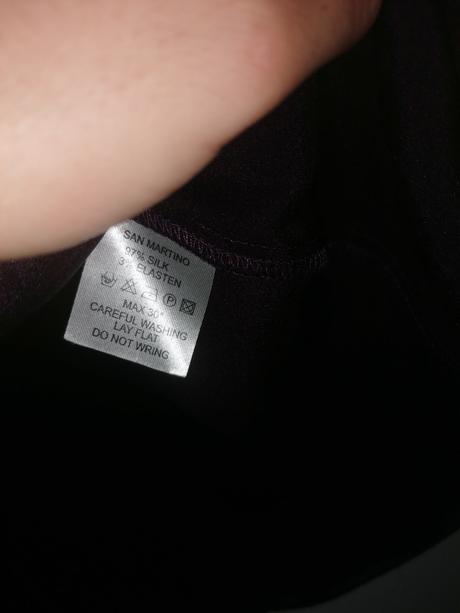 SAN MARTINO
97% SILK
3% ELASTEN
P
MAX 30°
CAREFUL WASHING
LAY FLAT
DO NOT WRING